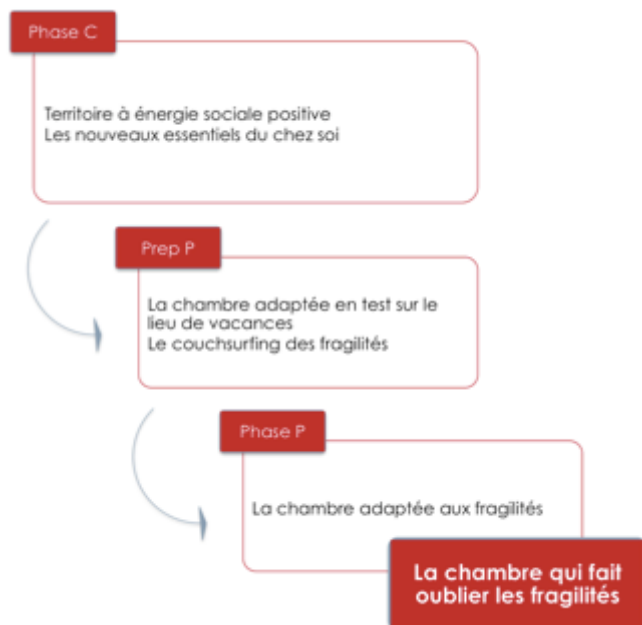 Phase C
Territoire à énergie sociale positive
Les nouveaux essentiels du chez soi
Prep P
La chambre adaptée en test sur le
lieu de vacances
Le couchsurfing des fragilités
Phase P
La chambre adaptée aux fragilités
La chambre qui fait
oublier les fragilités